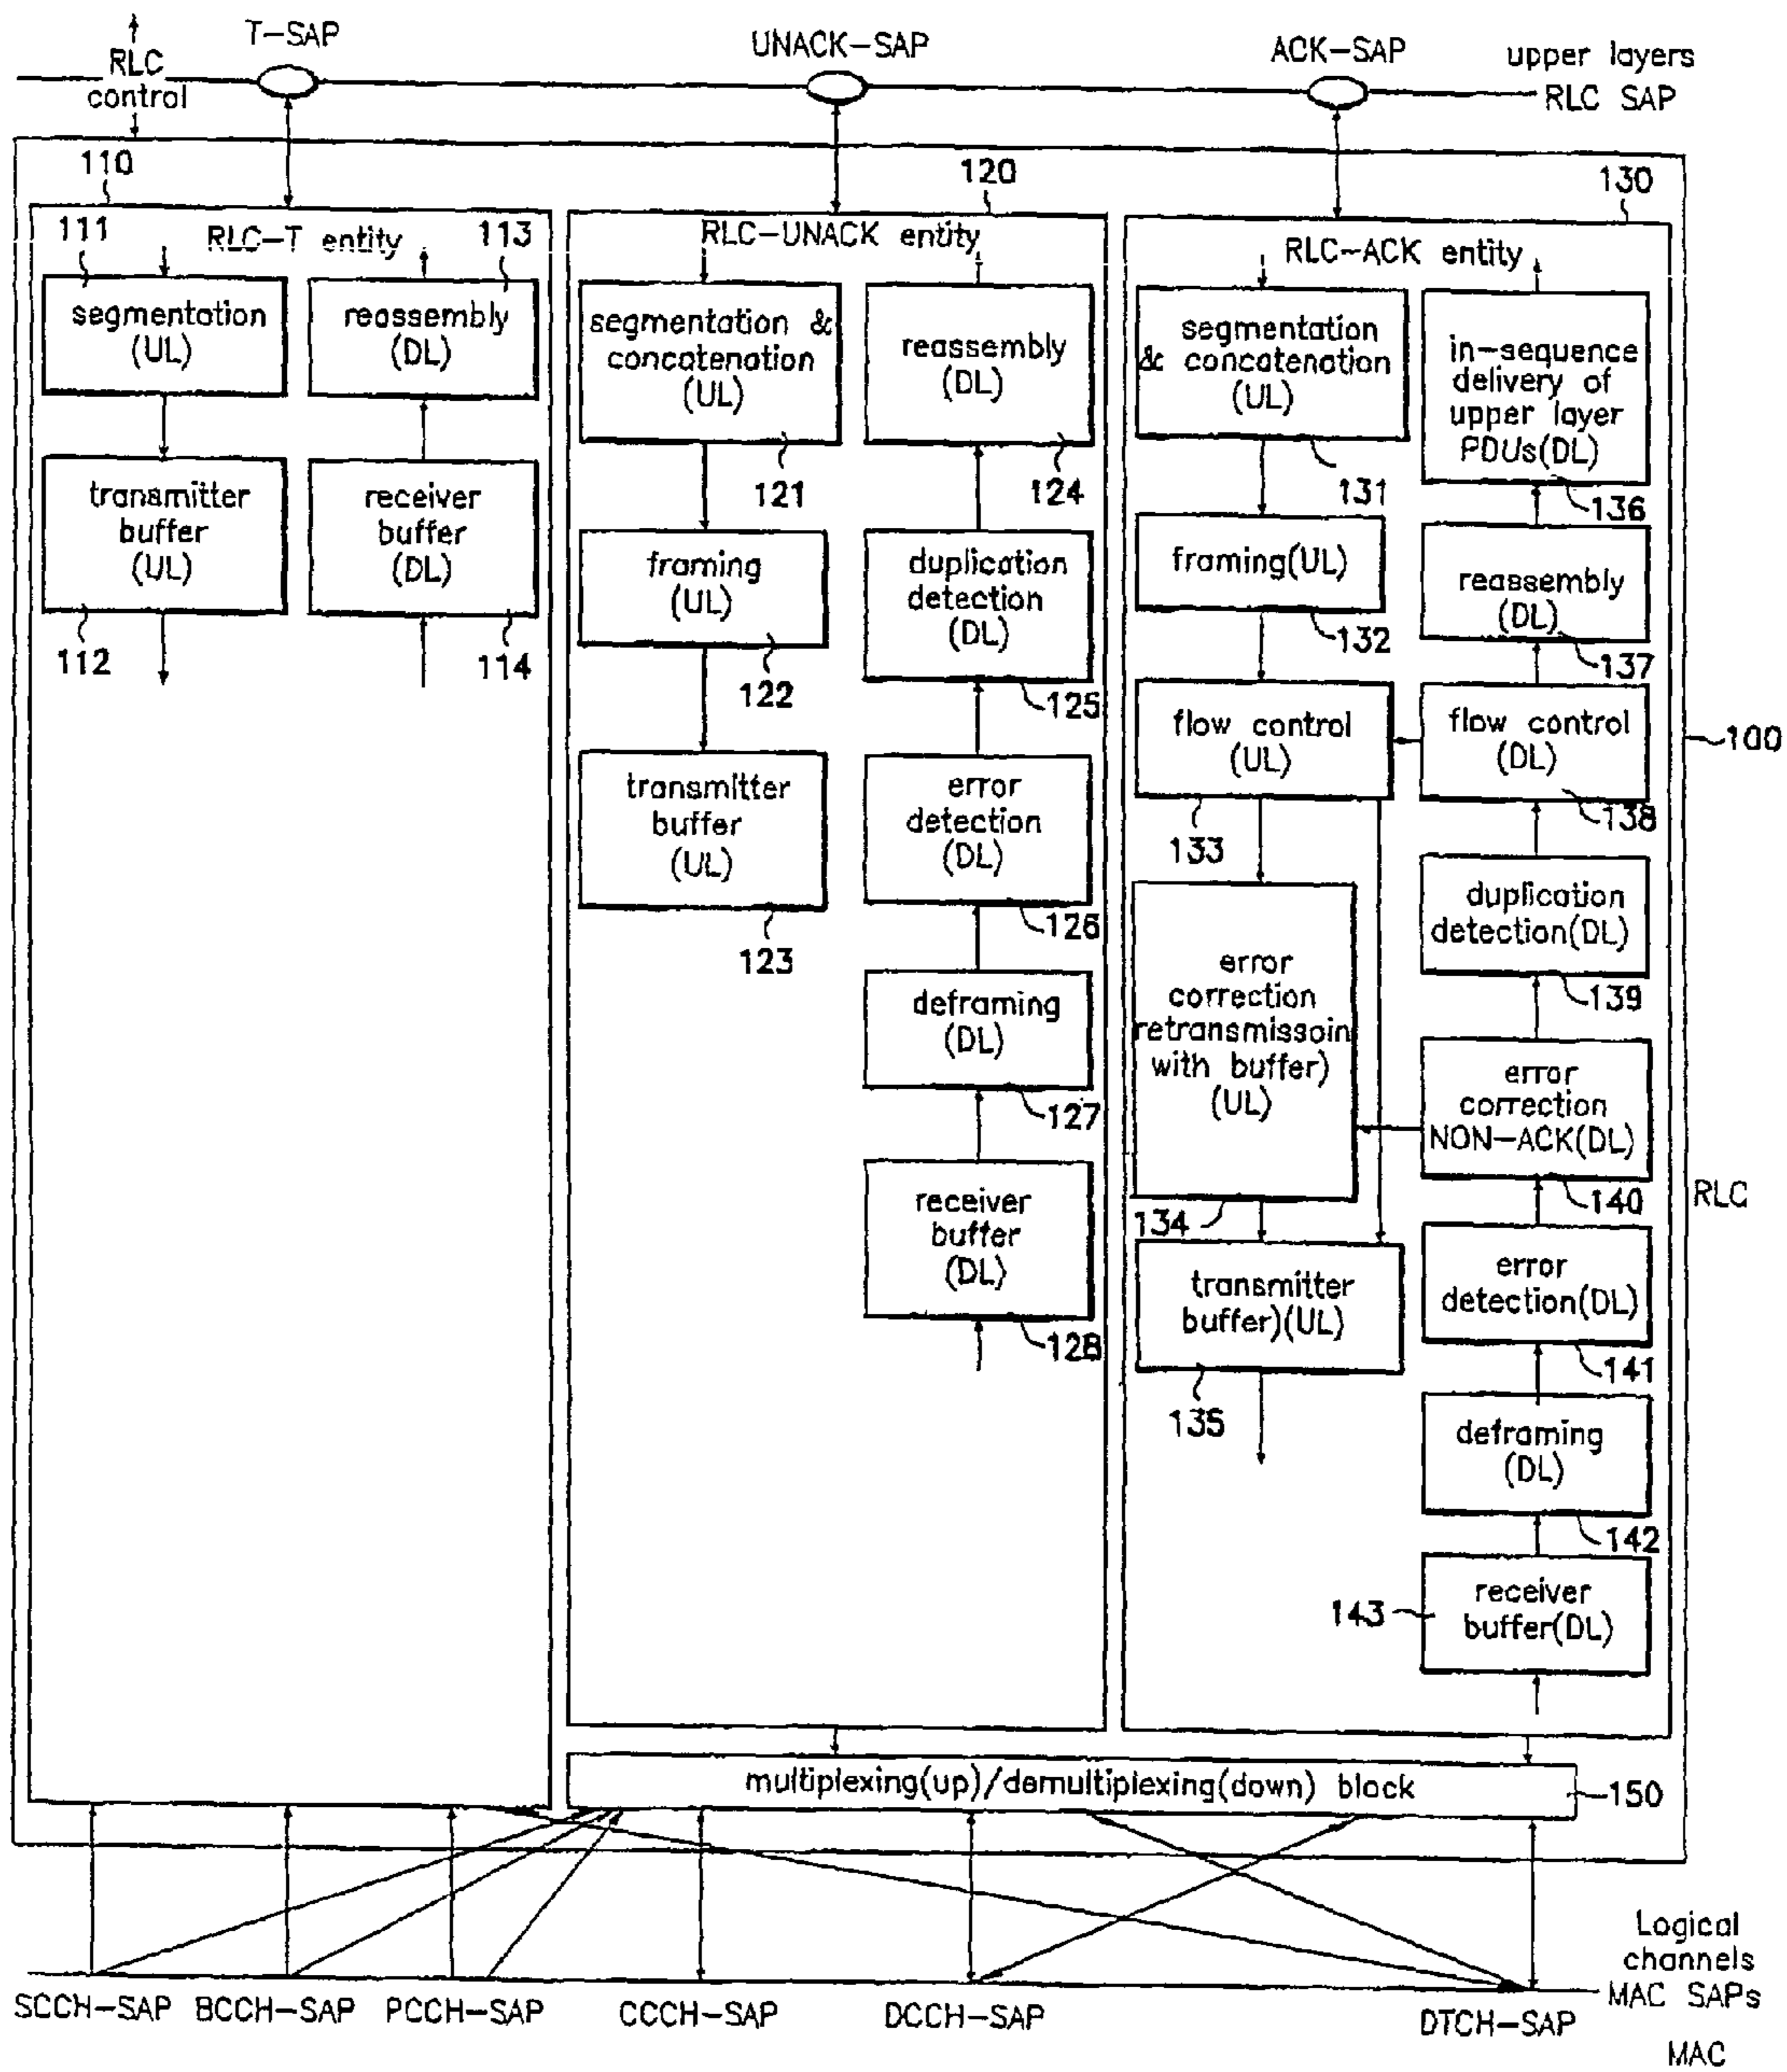 RLC
control
T-SAP
UNACK-SAP
ACK-SAP
upper layers
RLC SAP
110
120
130
111
RLC-T entity
113
RLC-UNACK entity
RLC-ACK entity
segmentation
(UL)
reassembly
(DL)
segmentation &
concatenation
(UL)
reassembly
(DL)
segmentation
& concatenation
(UL)
in-sequence
delivery of
upper layer
PDUs(DL)
121
124
131
136
transmitter
buffer
(UL)
receiver
buffer
(DL)
framing
(UL)
duplication
detection
(DL)
framing(UL)
reassembly
(DL)
112
114
122
125
132
137
transmitter
buffer
(UL)
error
detection
(DL)
flow control
(UL)
flow control
(DL)
100
133
138
123
126
duplication
detection(DL)
139
deframing
(DL)
error
correction
retransmissoin
with buffer)
(UL)
error
correction
NON-ACK(DL)
127
134
140
RLC
receiver
buffer
(DL)
128
transmitter
buffer)(UL)
error
detection(DL)
135
141
deframing
(DL)
142
143
receiver
buffer(DL)
multiplexing(up)/demultiplexing(down) block
150
Logical
channels
MAC SAPs
SCCH-SAP
BCCH-SAP
PCCH-SAP
CCCH-SAP
DCCH-SAP
DTCH-SAP
MAC